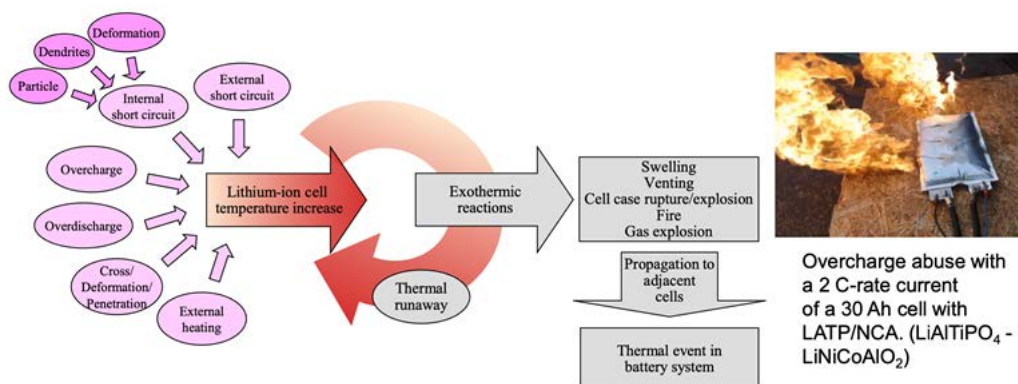 Deformation
Dendrites
Particle
Internal
short circuit
External
short circuit
Overcharge
Overdischarge
Cross/
Deformation/
Penetration
External
heating
Lithium-ion cell
temperature increase
Thermal
runaway
Exothermic
reactions
Swelling
Venting
Cell case rupture/explosion
Fire
Gas explosion
Propagation to
adjacent
cells
Thermal event in
battery system
Overcharge abuse with
a 2 C-rate current
of a 30 Ah cell with
LATP/NCA. (LiAlTiPO₄ -
LiNiCoAlO₂)